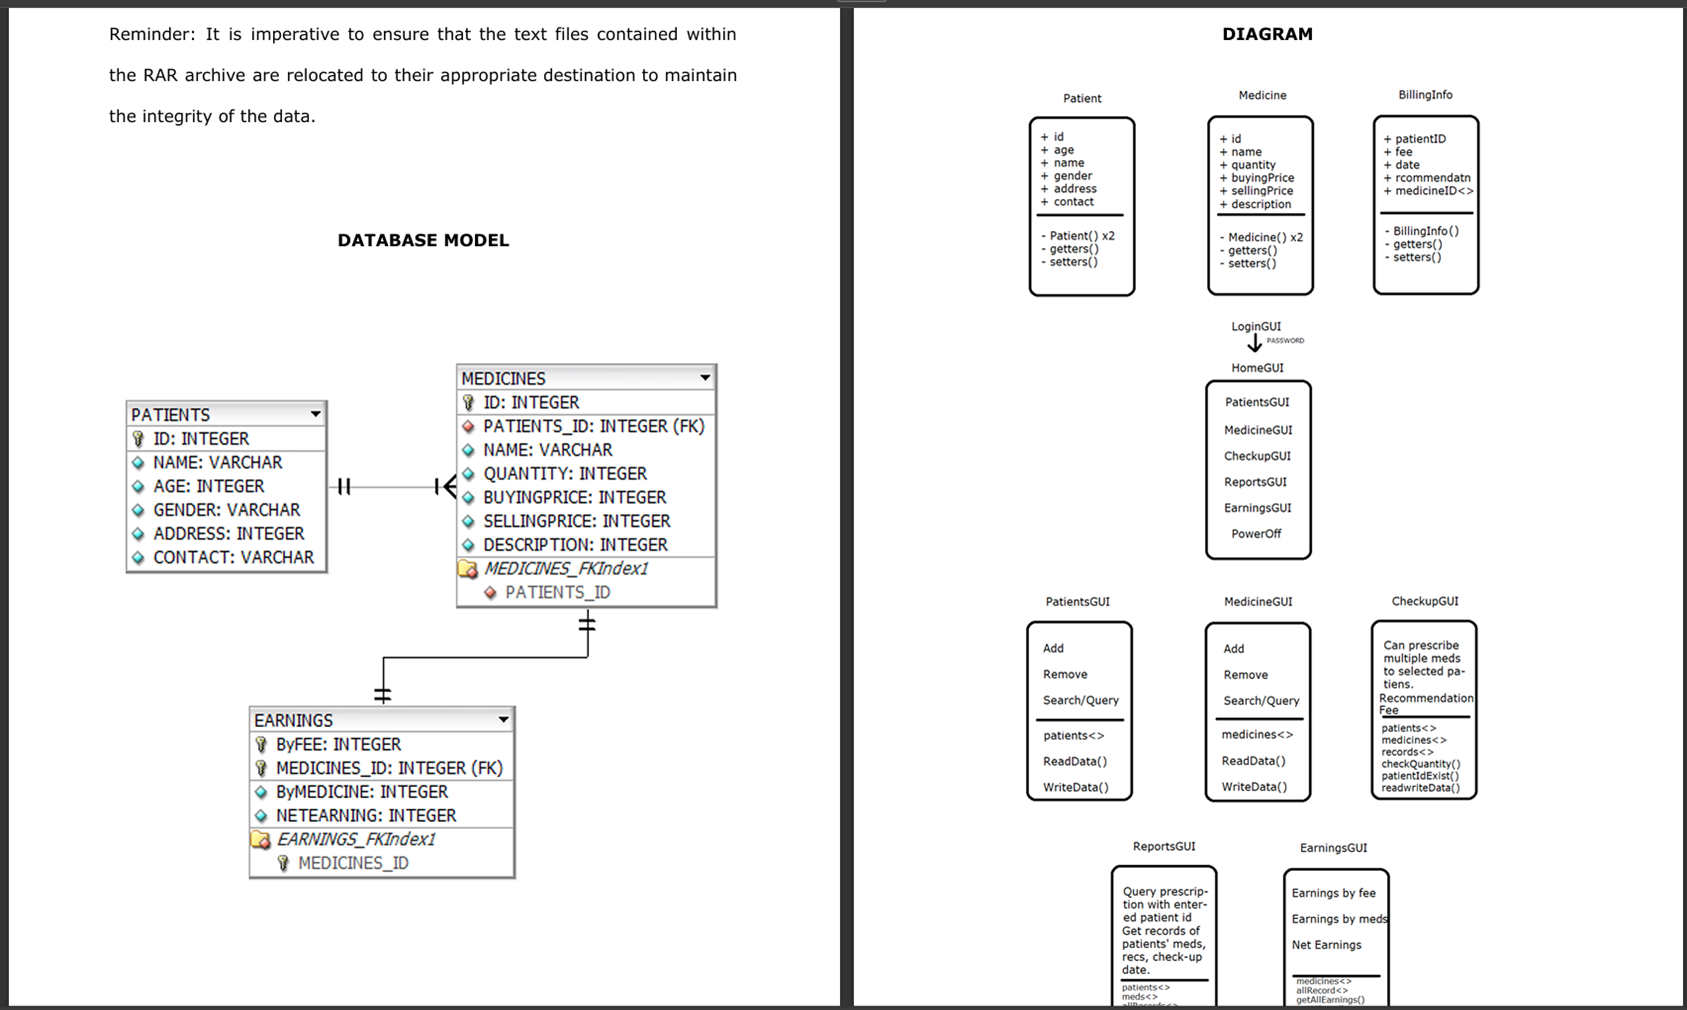 Reminder: It is imperative to ensure that the text files contained within
the RAR archive are relocated to their appropriate destination to maintain
the integrity of the data.
DATABASE MODEL
PATIENTS
ID: INTEGER
NAME: VARCHAR
AGE: INTEGER
GENDER: VARCHAR
ADDRESS: INTEGER
CONTACT: VARCHAR
MEDICINES
ID: INTEGER
PATIENTS_ID: INTEGER (FK)
NAME: VARCHAR
QUANTITY: INTEGER
BUYINGPRICE: INTEGER
SELLINGPRICE: INTEGER
DESCRIPTION: INTEGER
MEDICINES_FKIndex1
PATIENTS_ID
EARNINGS
ByFEE: INTEGER
MEDICINES_ID: INTEGER (FK)
ByMEDICINE: INTEGER
NETEARNING: INTEGER
EARNINGS_FKIndex1
MEDICINES_ID
DIAGRAM
Patient
+ id
+ age
+ name
+ gender
+ address
+ contact
- Patient() x2
- getters()
- setters()
Medicine
+ id
+ name
+ quantity
+ buyingPrice
+ sellingPrice
+ description
- Medicine() x2
- getters()
- setters()
BillingInfo
+ patientID
+ fee
+ date
+ rcommendatn
+ medicineID<>
- BillingInfo()
- getters()
- setters()
LoginGUI
PASSWORD
HomeGUI
PatientsGUI
MedicineGUI
CheckupGUI
ReportsGUI
EarningsGUI
PowerOff
PatientsGUI
Add
Remove
Search/Query
patients<>
ReadData()
WriteData()
MedicineGUI
Add
Remove
Search/Query
medicines<>
ReadData()
WriteData()
CheckupGUI
Can prescribe
multiple meds
to selected pa-
tiens.
Recommendation
Fee
patients<>
medicines<>
records<>
checkQuantity()
patientIdExist()
readwriteData()
ReportsGUI
Query prescrip-
tion with enter-
ed patient id
Get records of
patients' meds,
recs, check-up
date.
patients<>
meds<>
allRecords<>
EarningsGUI
Earnings by fee
Earnings by meds
Net Earnings
medicines<>
allRecord<>
getAllEarnings()